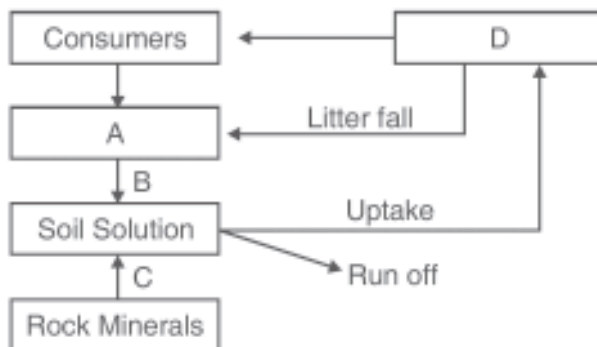 Consumers
D
A
Litter fall
B
Soil Solution
Uptake
C
Run off
Rock Minerals